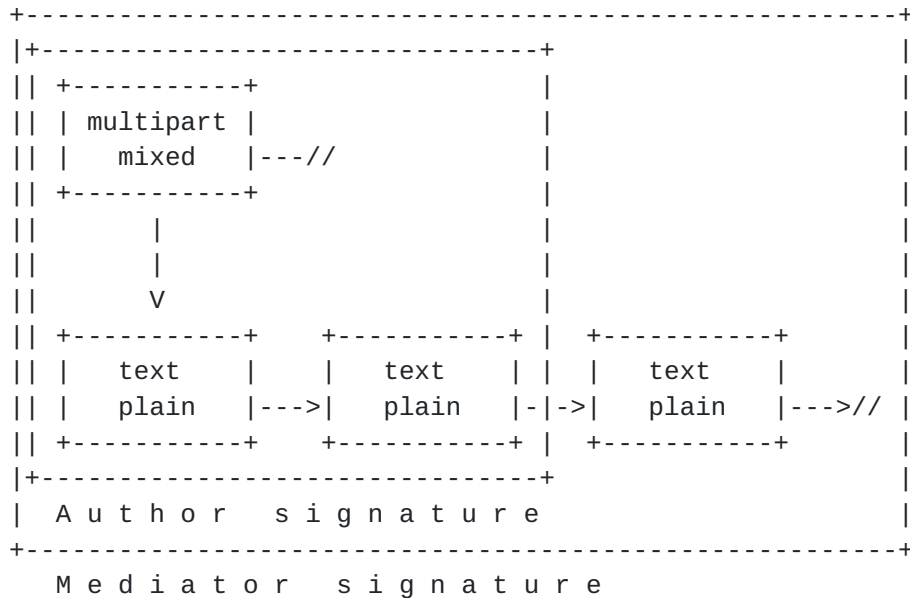 multipart
mixed
text text text
plain plain plain
A u t h o r s i g n a t u r e
M e d i a t o r s i g n a t u r e